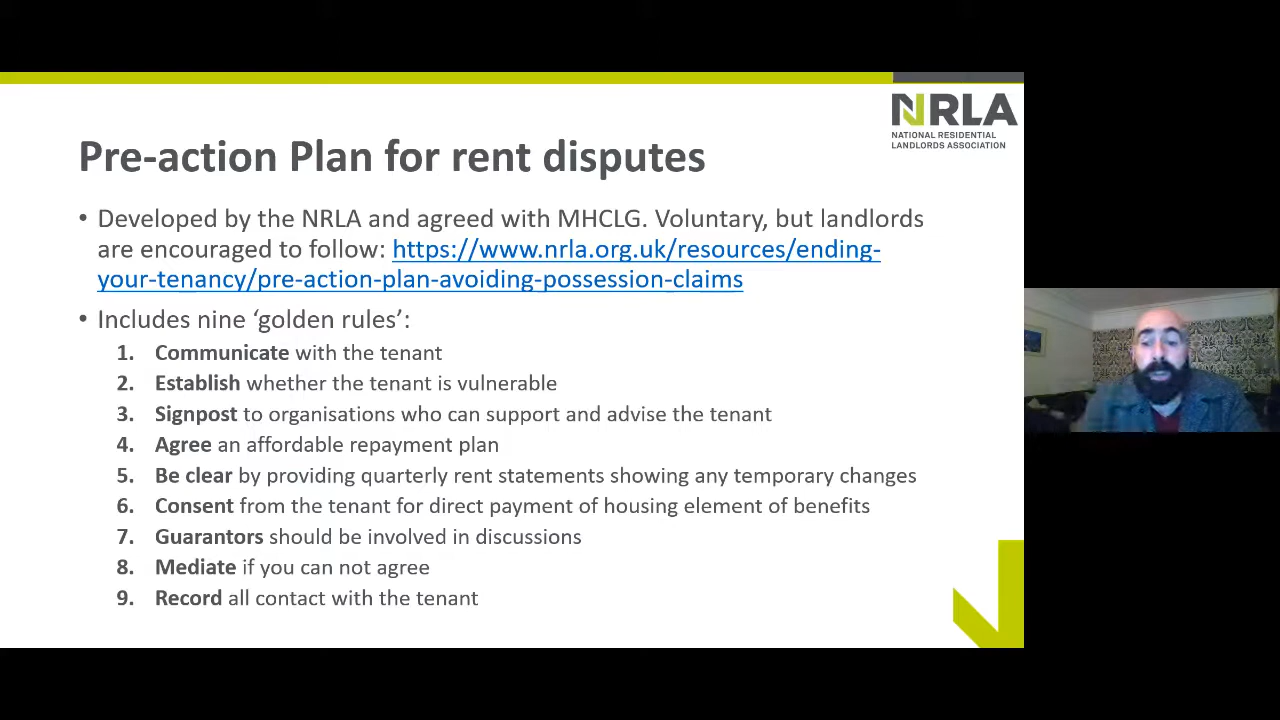 NRLA
NATIONAL RESIDENTIAL
LANDLORDS ASSOCIATION
Pre-action Plan for rent disputes
• Developed by the NRLA and agreed with MHCLG. Voluntary, but landlords
are encouraged to follow: https://www.nrla.org.uk/resources/ending-
your-tenancy/pre-action-plan-avoiding-possession-claims
• Includes nine ‘golden rules’:
1. Communicate with the tenant
2. Establish whether the tenant is vulnerable
3. Signpost to organisations who can support and advise the tenant
4. Agree an affordable repayment plan
5. Be clear by providing quarterly rent statements showing any temporary changes
6. Consent from the tenant for direct payment of housing element of benefits
7. Guarantors should be involved in discussions
8. Mediate if you can not agree
9. Record all contact with the tenant